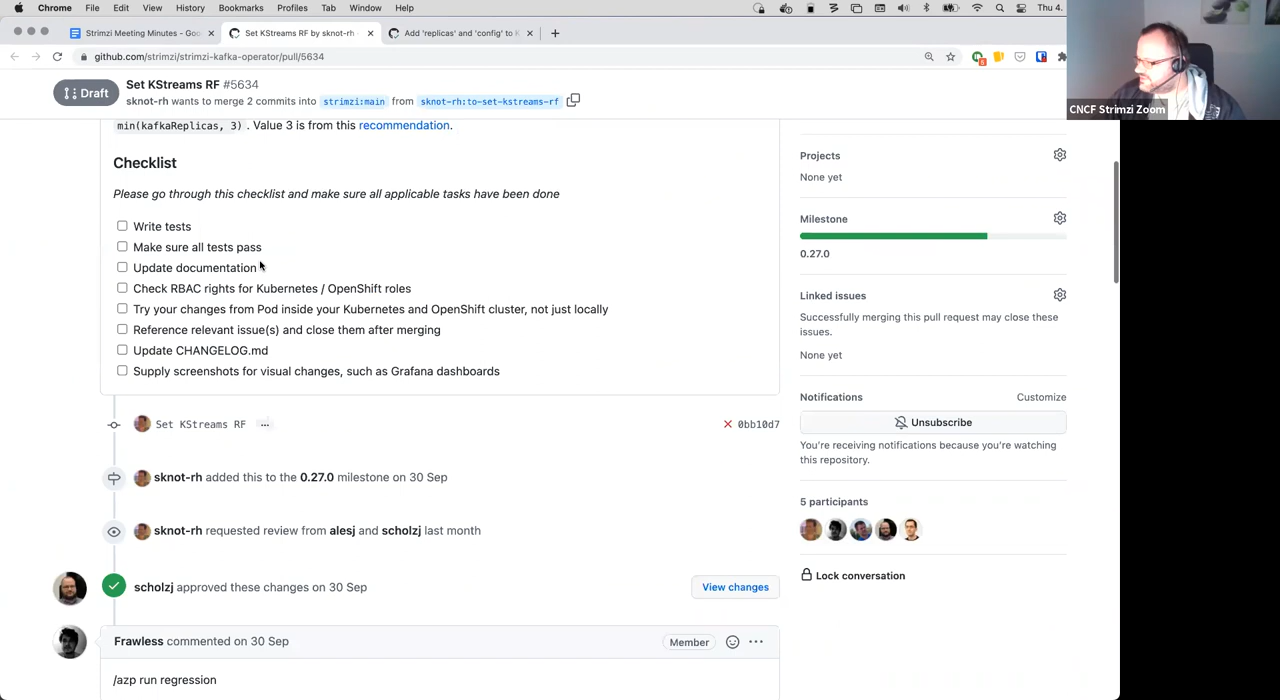 Chrome File Edit View History Bookmarks Profiles Tab Window Help Thu 4.
Strimzi Meeting Minutes - Goo
Set KStreams RF by sknot-rh
Add 'replicas' and 'config' to K
github.com/strimzi/strimzi-kafka-operator/pull/5634
6
CNCF Strimzi Zoom
Draft
Set KStreams RF #5634
sknot-rh wants to merge 2 commits into strimzi:main from sknot-rh:to-set-kstreams-rf
min(kafkaReplicas, 3) . Value 3 is from this recommendation.
Checklist
Please go through this checklist and make sure all applicable tasks have been done
Write tests
Make sure all tests pass
Update documentation
Check RBAC rights for Kubernetes / OpenShift roles
Try your changes from Pod inside your Kubernetes and OpenShift cluster, not just locally
Reference relevant issue(s) and close them after merging
Update CHANGELOG.md
Supply screenshots for visual changes, such as Grafana dashboards
Set KStreams RF ... 0bb10d7
sknot-rh added this to the 0.27.0 milestone on 30 Sep
sknot-rh requested review from alesj and scholzj last month
scholzj approved these changes on 30 Sep
View changes
Frawless commented on 30 Sep
Member
/azp run regression
Projects
None yet
Milestone
0.27.0
Linked issues
Successfully merging this pull request may close these
issues.
None yet
Notifications
Customize
Unsubscribe
You're receiving notifications because you're watching
this repository.
5 participants
Lock conversation